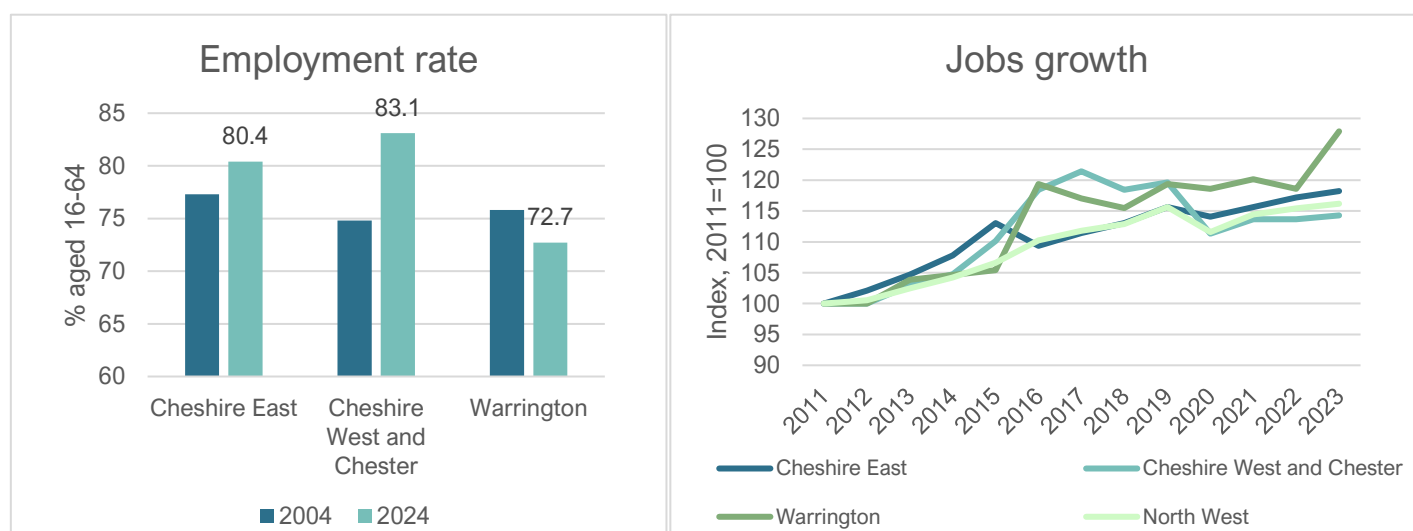 Employment rate
% aged 16-64
85
80
75
70
65
60
80.4
83.1
72.7
Cheshire East
Cheshire
West and
Chester
Warrington
2004
2024
Jobs growth
Index, 2011=100
130
125
120
115
110
105
100
95
90
2011
2012
2013
2014
2015
2016
2017
2018
2019
2020
2021
2022
2023
Cheshire East
Cheshire West and Chester
Warrington
North West